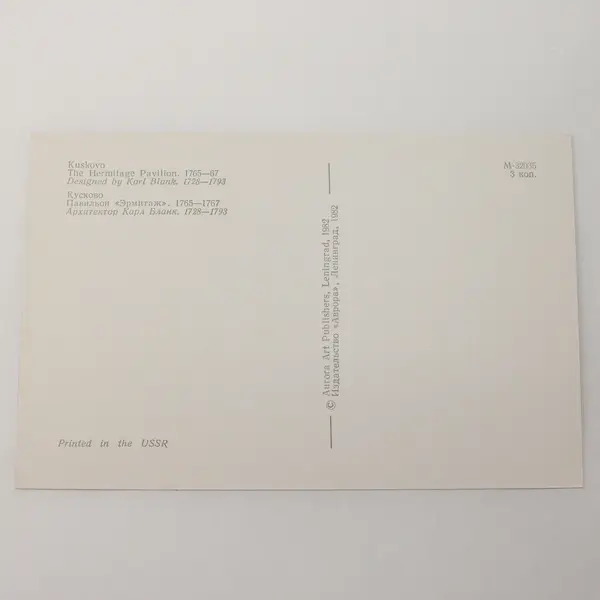 Kuskovo
The Hermitage Pavilion. 1765—67
Designed by Karl Blank. 1728—1793
Кусково
Павильон «Эрмитаж». 1765—1767
Архитектор Карл Бланк. 1728—1793
Printed in the USSR
© Aurora Art Publishers, Leningrad, 1982
Издательство «Аврора», Ленинград, 1982
М-32035
3 коп.